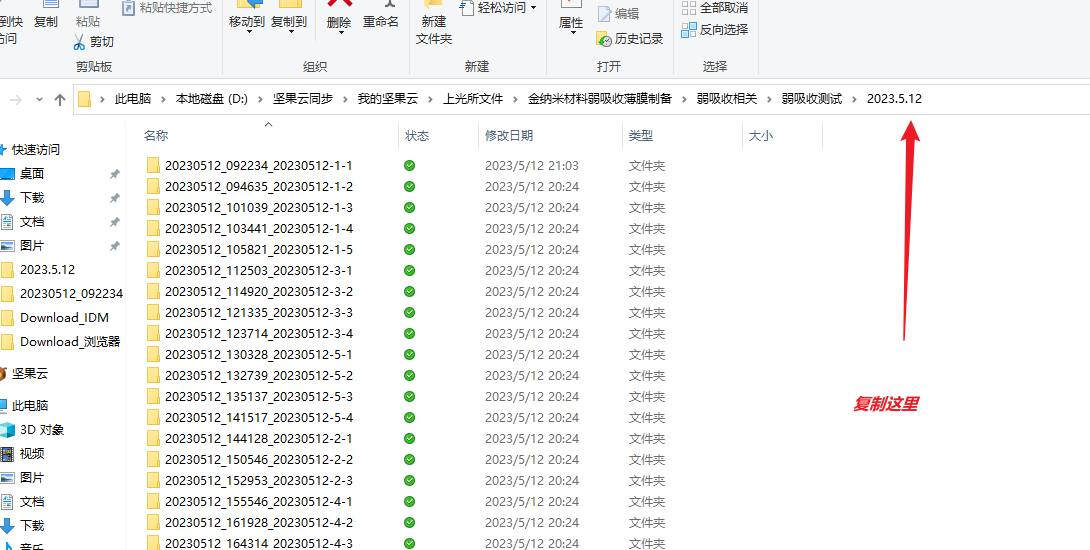 到快
访问
复制
粘贴
粘贴快捷方式
剪切
剪贴板
移动到
复制到
删除
重命名
组织
新建
文件夹
轻松访问
新建
属性
编辑
历史记录
打开
全部取消
反向选择
选择
此电脑 > 本地磁盘 (D:) > 坚果云同步 > 我的坚果云 > 上光所文件 > 金纳米材料弱吸收薄膜制备 > 弱吸收相关 > 弱吸收测试 > 2023.5.12
名称 状态 修改日期 类型 大小
快速访问
桌面
下载
文档
图片
2023.5.12
20230512_092234
Download_IDM
Download_浏览器
坚果云
此电脑
3D 对象
视频
图片
文档
下载
音乐
20230512_092234_20230512-1-1 2023/5/12 21:03 文件夹
20230512_094635_20230512-1-2 2023/5/12 20:24 文件夹
20230512_101039_20230512-1-3 2023/5/12 20:24 文件夹
20230512_103441_20230512-1-4 2023/5/12 20:24 文件夹
20230512_105821_20230512-1-5 2023/5/12 20:24 文件夹
20230512_112503_20230512-3-1 2023/5/12 20:24 文件夹
20230512_114920_20230512-3-2 2023/5/12 20:24 文件夹
20230512_121335_20230512-3-3 2023/5/12 20:24 文件夹
20230512_123714_20230512-3-4 2023/5/12 20:24 文件夹
20230512_130328_20230512-5-1 2023/5/12 20:24 文件夹
20230512_132739_20230512-5-2 2023/5/12 20:24 文件夹
20230512_135137_20230512-5-3 2023/5/12 20:24 文件夹
20230512_141517_20230512-5-4 2023/5/12 20:24 文件夹
20230512_144128_20230512-2-1 2023/5/12 20:24 文件夹
20230512_150546_20230512-2-2 2023/5/12 20:24 文件夹
20230512_152953_20230512-2-3 2023/5/12 20:24 文件夹
20230512_155546_20230512-4-1 2023/5/12 20:24 文件夹
20230512_161928_20230512-4-2 2023/5/12 20:24 文件夹
20230512_164314_20230512-4-3 2023/5/12 20:24 文件夹
复制这里